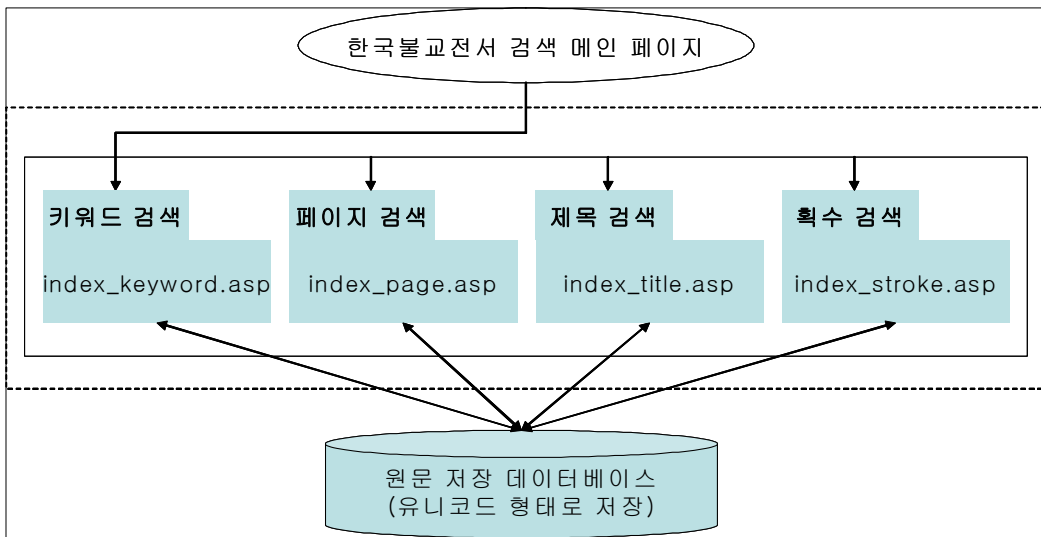 한국불교전서 검색 메인 페이지
키워드 검색
페이지 검색
제목 검색
획수 검색
index_keyword.asp
index_page.asp
index_title.asp
index_stroke.asp
원문 저장 데이터베이스
(유니코드 형태로 저장)